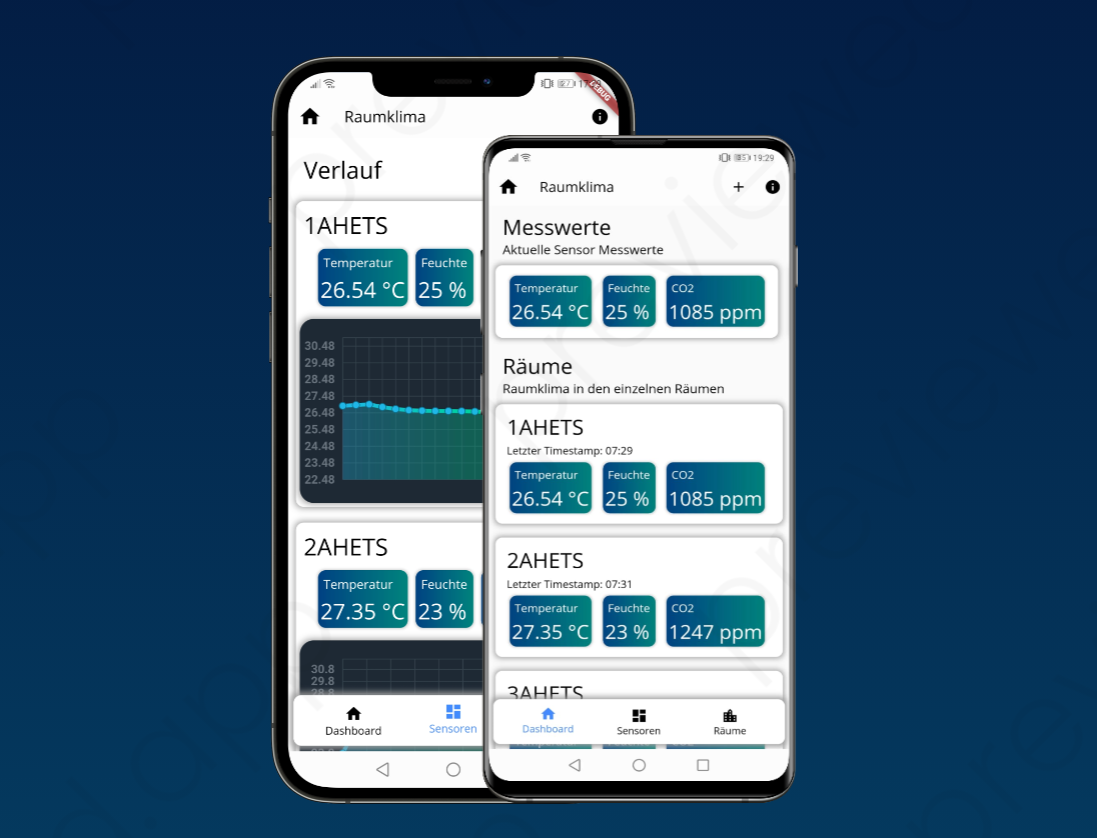 17:
DEBUG
Raumklima
Verlauf
1AHETS
Temperatur
26.54 °C
Feuchte
25 %
30.48
29.48
28.48
27.48
26.48
25.48
24.48
23.48
22.48
2AHETS
Temperatur
27.35 °C
Feuchte
23 %
30.8
29.8
28.8
Dashboard
Sensoren
19:29
Raumklima
Messwerte
Aktuelle Sensor Messwerte
Temperatur
26.54 °C
Feuchte
25 %
CO2
1085 ppm
Räume
Raumklima in den einzelnen Räumen
1AHETS
Letzter Timestamp: 07:29
Temperatur
26.54 °C
Feuchte
25 %
CO2
1085 ppm
2AHETS
Letzter Timestamp: 07:31
Temperatur
27.35 °C
Feuchte
23 %
CO2
1247 ppm
3AHETS
Dashboard
Sensoren
Räume
preview